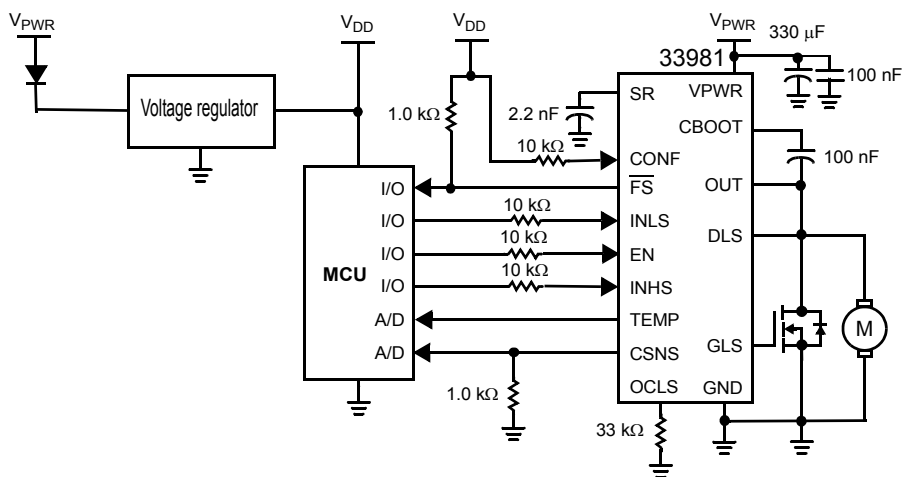 VPWR
VDD
VDD
VPWR
330 μF
33981
100 nF
Voltage regulator
1.0 kΩ
2.2 nF
SR
VPWR
CBOOT
10 kΩ
CONF
100 nF
I/O
FS
OUT
I/O
10 kΩ
INLS
DLS
I/O
10 kΩ
EN
MCU
I/O
10 kΩ
INHS
M
A/D
TEMP
A/D
CSNS
GLS
1.0 kΩ
OCLS
GND
33 kΩ